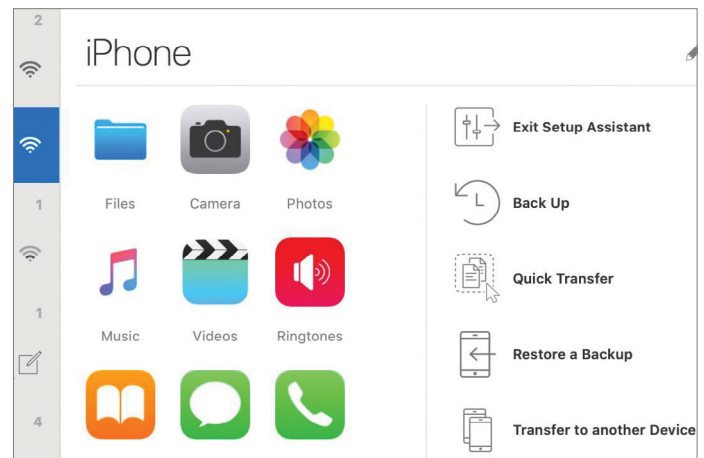 2
iPhone
Exit Setup Assistant
1
Files Camera Photos
Back Up
Quick Transfer
1
Music Videos Ringtones
Restore a Backup
4
Transfer to another Device